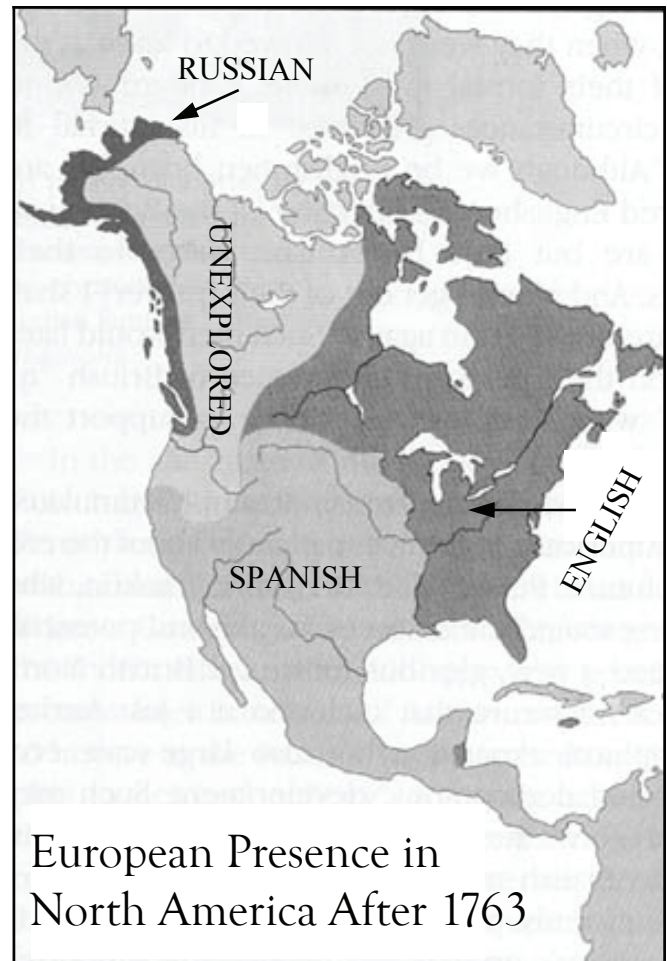 RUSSIAN
UNEXPLORED
ENGLISH
SPANISH
European Presence in
North America After 1763